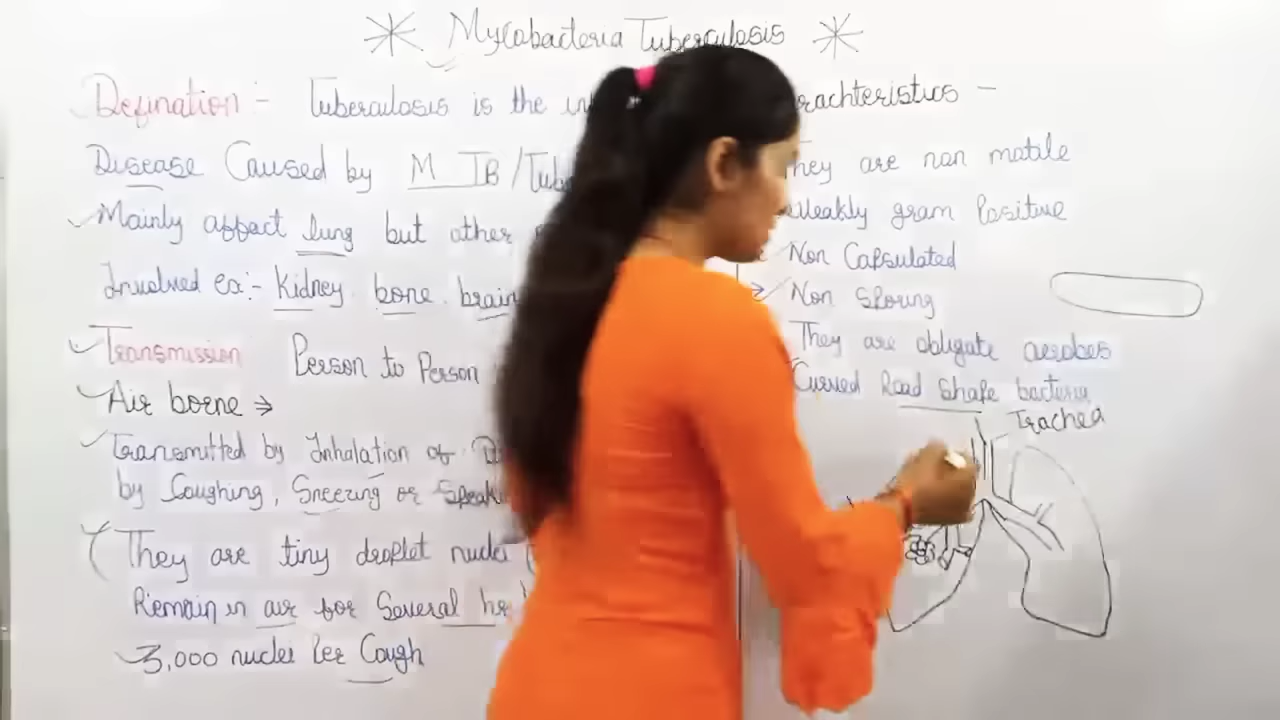 Mycobacteria Tuberculosis
Defination :- Tuberculosis is the
Disease Caused by M TB /
Mainly affect lung but other
Involved ex:- Kidney. bone. brain
Transmission Person to Person
Air borne →
Transmitted by Inhalation of
by Coughing, Sneezing or
They are tiny droplet nuclei
Remain in air for Several
3,000 nuclei Per Cough
They are non motile
Weakly gram Positive
Non Capsulated
Non Sporing
They are obligate aerobes
Curved Road Shape bacteria
Trachea